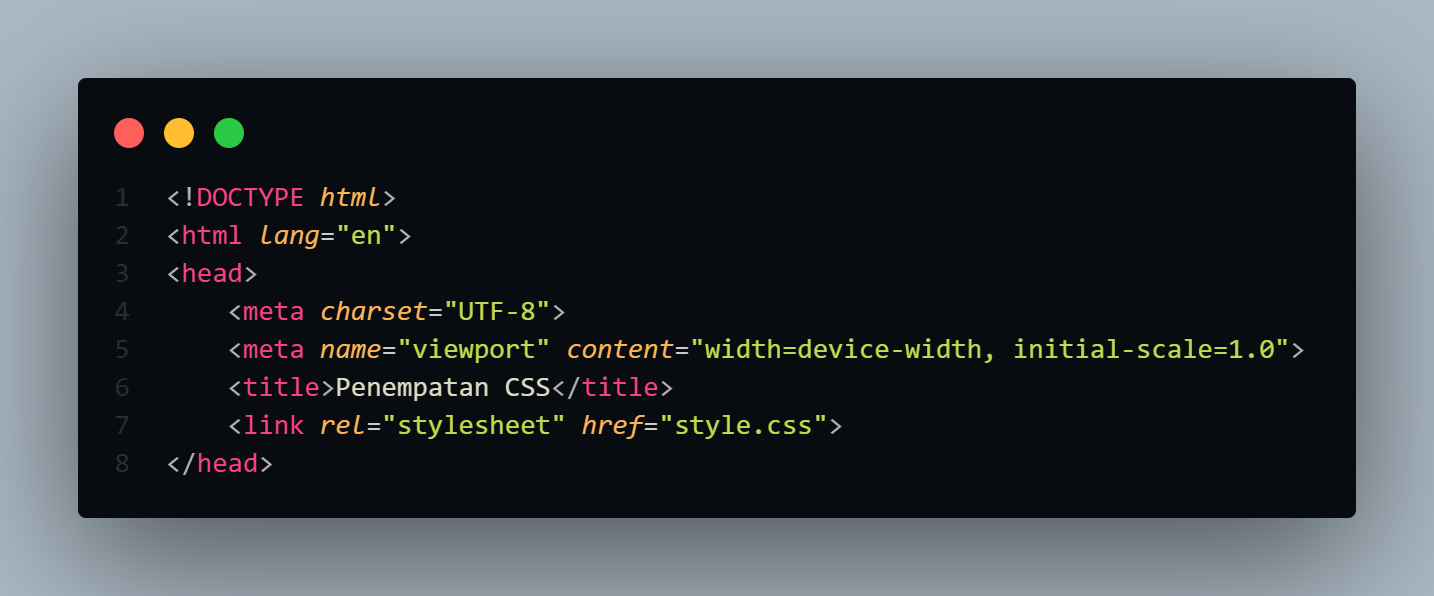 1 <!DOCTYPE html>
2 <html lang="en">
3 <head>
4     <meta charset="UTF-8">
5     <meta name="viewport" content="width=device-width, initial-scale=1.0">
6     <title>Penempatan CSS</title>
7     <link rel="stylesheet" href="style.css">
8 </head>